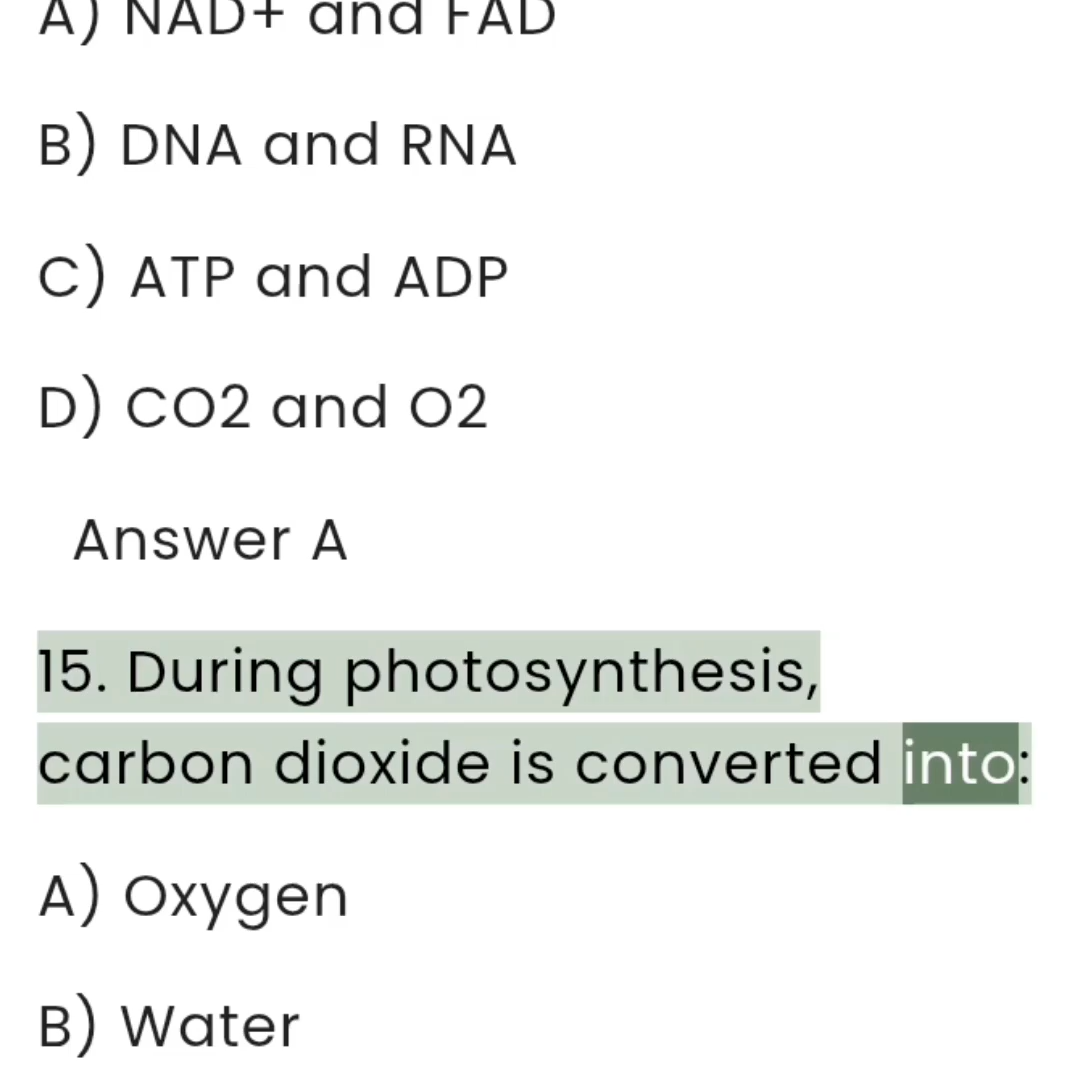 A) NAD+ and FAD
B) DNA and RNA
C) ATP and ADP
D) CO2 and O2
Answer A
15. During photosynthesis,
carbon dioxide is converted into:
A) Oxygen
B) Water